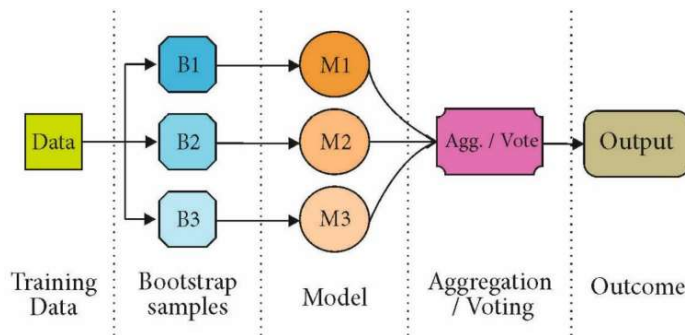 Data
B1
B2
B3
M1
M2
M3
Agg. / Vote
Output
Training
Data
Bootstrap
samples
Model
Aggregation
/ Voting
Outcome